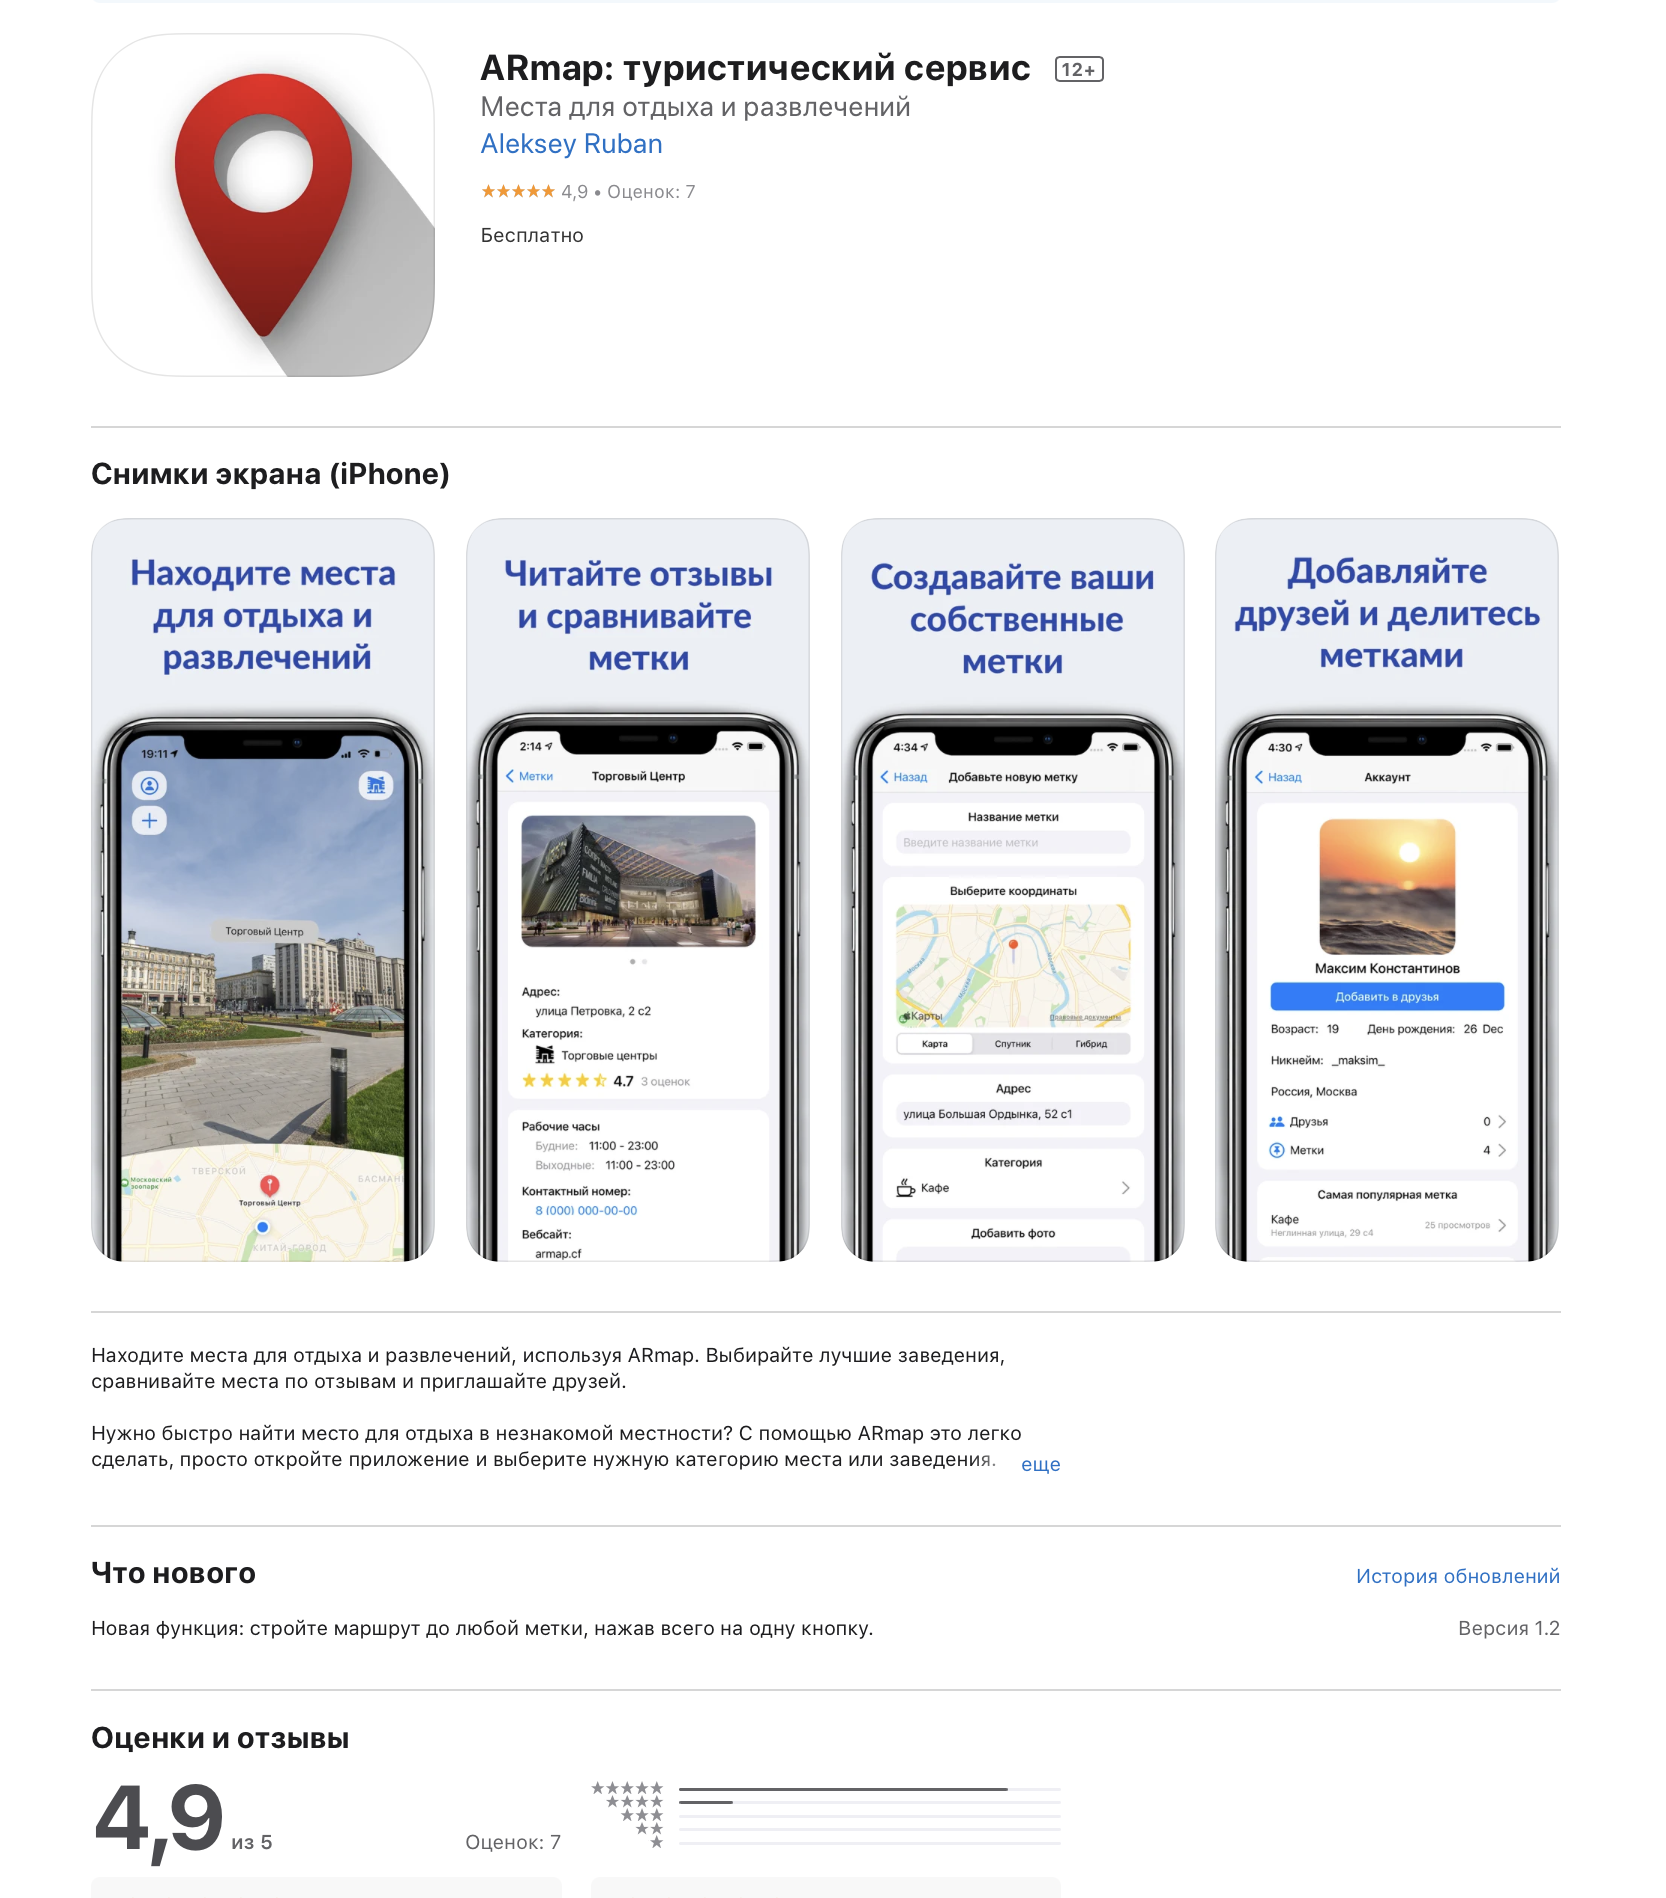 ARmap: туристический сервис 12+
Места для отдыха и развлечений
Aleksey Ruban
★★★★★ 4,9 • Оценок: 7
Бесплатно
Снимки экрана (iPhone)
Находите места
для отдыха и
развлечений
19:11
Торговый Центр
ТВЕРСКОЙ
Московский
зоопарк
БАСМАН
Торговый Центр
КИТАЙ-ГОРОД
Читайте отзывы
и сравнивайте
метки
2:14
Метки Торговый Центр
Адрес:
улица Петровка, 2 с2
Категория:
Торговые центры
4.7 3 оценок
Рабочие часы
Будние: 11:00 - 23:00
Выходные: 11:00 - 23:00
Контактный номер:
8 (000) 000-00-00
Вебсайт:
armap.cf
Создавайте ваши
собственные
метки
4:34
Назад Добавьте новую метку
Название метки
Введите название метки
Выберите координаты
Москва
Москва
Москва
Карты Правовые документы
Карта Спутник Гибрид
Адрес
улица Большая Ордынка, 52 с1
Категория
Кафе
Добавить фото
Добавляйте
друзей и делитесь
метками
4:30
Назад Аккаунт
Максим Константинов
Добавить в друзья
Возраст: 19 День рождения: 26 Dec
Никнейм: _maksim_
Россия, Москва
Друзья 0
Метки 4
Самая популярная метка
Кафе
Неглинная улица, 29 с4 25 просмотров
Находите места для отдыха и развлечений, используя ARmap. Выбирайте лучшие заведения,
сравнивайте места по отзывам и приглашайте друзей.
Нужно быстро найти место для отдыха в незнакомой местности? С помощью ARmap это легко
сделать, просто откройте приложение и выберите нужную категорию места или заведения. еще
Что нового История обновлений
Новая функция: стройте маршрут до любой метки, нажав всего на одну кнопку. Версия 1.2
Оценки и отзывы
4,9 из 5 Оценок: 7